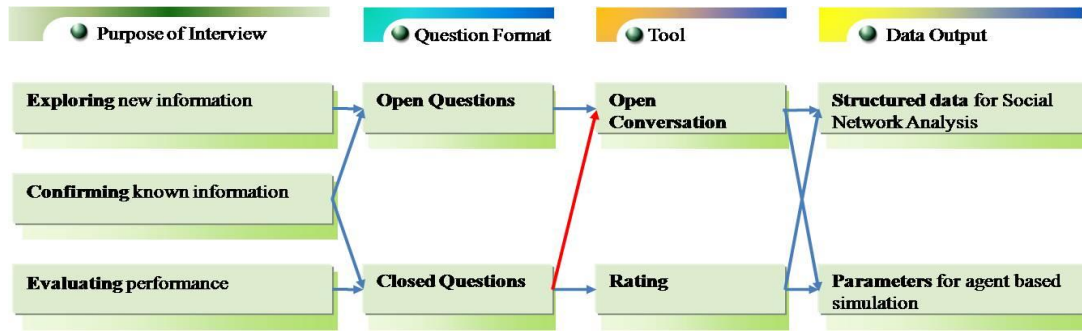 Purpose of Interview
Question Format
Tool
Data Output
Exploring new information
Open Questions
Open
Conversation
Structured data for Social
Network Analysis
Confirming known information
Evaluating performance
Closed Questions
Rating
Parameters for agent based
simulation